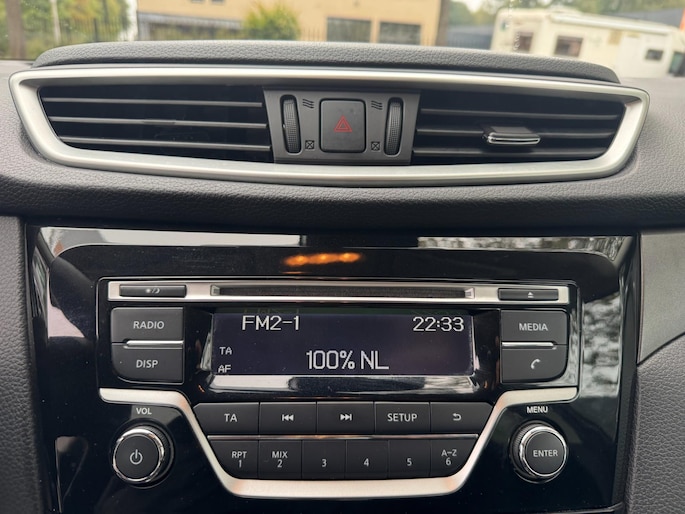 RADIO
DISP
FM2-1 22:33
TA
100% NL
AF
MEDIA
VOL
TA SETUP
MENU
RPT MIX A-Z
1 2 3 4 5 6
ENTER